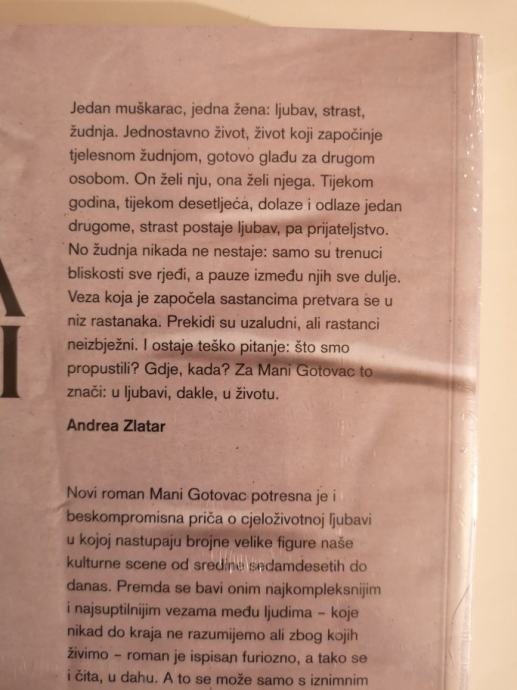 Jedan muškarac, jedna žena: ljubav, strast,
žudnja. Jednostavno život, život koji započinje
tjelesnom žudnjom, gotovo glađu za drugom
osobom. On želi nju, ona želi njega. Tijekom
godina, tijekom desetljeća, dolaze i odlaze jedan
drugome, strast postaje ljubav, pa prijateljstvo.
No žudnja nikada ne nestaje: samo su trenuci
bliskosti sve rjeđi, a pauze između njih sve dulje.
Veza koja je započela sastancima pretvara se u
niz rastanaka. Prekidi su uzaludni, ali rastanci
neizbježni. I ostaje teško pitanje: što smo
propustili? Gdje, kada? Za Mani Gotovac to
znači: u ljubavi, dakle, u životu.
Andrea Zlatar
Novi roman Mani Gotovac potresna je i
beskompromisna priča o cjeloživotnoj ljubavi
u kojoj nastupaju brojne velike figure naše
kulturne scene od sredine sedamdesetih do
danas. Premda se bavi onim najkompleksnijim
i najsuptilnijim vezama među ljudima – koje
nikad do kraja ne razumijemo ali zbog kojih
živimo – roman je ispisan furiozno, a tako se
i čita, u dahu. A to se može samo s iznimnim